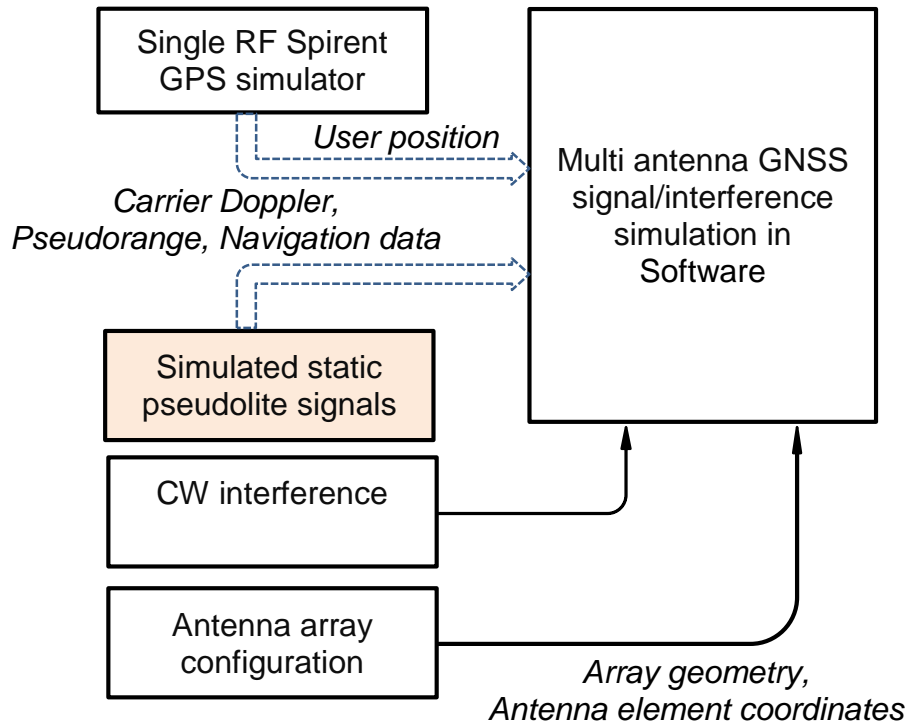 Single RF Spirent
GPS simulator
User position
Carrier Doppler,
Pseudorange, Navigation data
Multi antenna GNSS
signal/interference
simulation in
Software
Simulated static
pseudolite signals
CW interference
Antenna array
configuration
Array geometry,
Antenna element coordinates